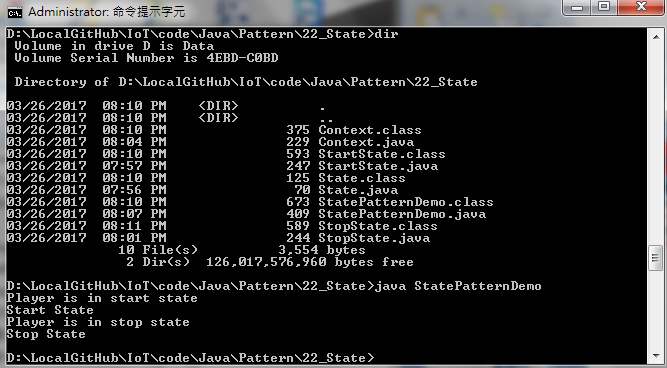 Administrator: 命令提示字元
D:\LocalGitHub\IoT\code\Java\Pattern\22_State>dir
Volume in drive D is Data
Volume Serial Number is 4EBD-C0BD
Directory of D:\LocalGitHub\IoT\code\Java\Pattern\22_State
03/26/2017 08:10 PM <DIR> .
03/26/2017 08:10 PM <DIR> ..
03/26/2017 08:10 PM 375 Context.class
03/26/2017 08:04 PM 229 Context.java
03/26/2017 08:10 PM 593 StartState.class
03/26/2017 07:57 PM 247 StartState.java
03/26/2017 08:10 PM 125 State.class
03/26/2017 07:56 PM 70 State.java
03/26/2017 08:10 PM 673 StatePatternDemo.class
03/26/2017 08:07 PM 409 StatePatternDemo.java
03/26/2017 08:11 PM 589 StopState.class
03/26/2017 08:01 PM 244 StopState.java
10 File(s) 3,554 bytes
2 Dir(s) 126,017,576,960 bytes free
D:\LocalGitHub\IoT\code\Java\Pattern\22_State>java StatePatternDemo
Player is in start state
Start State
Player is in stop state
Stop State
D:\LocalGitHub\IoT\code\Java\Pattern\22_State>